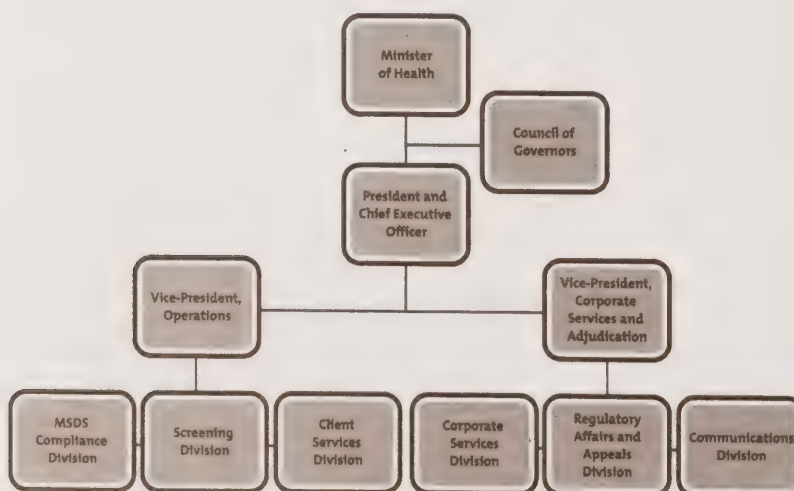 Minister
of Health
Council of
Governors
President and
Chief Executive
Officer
Vice-President,
Operations
Vice-President,
Corporate
Services and
Adjudication
MSDS
Compliance
Division
Screening
Division
Client
Services
Division
Corporate
Services
Division
Regulatory
Affairs and
Appeals
Division
Communications
Division